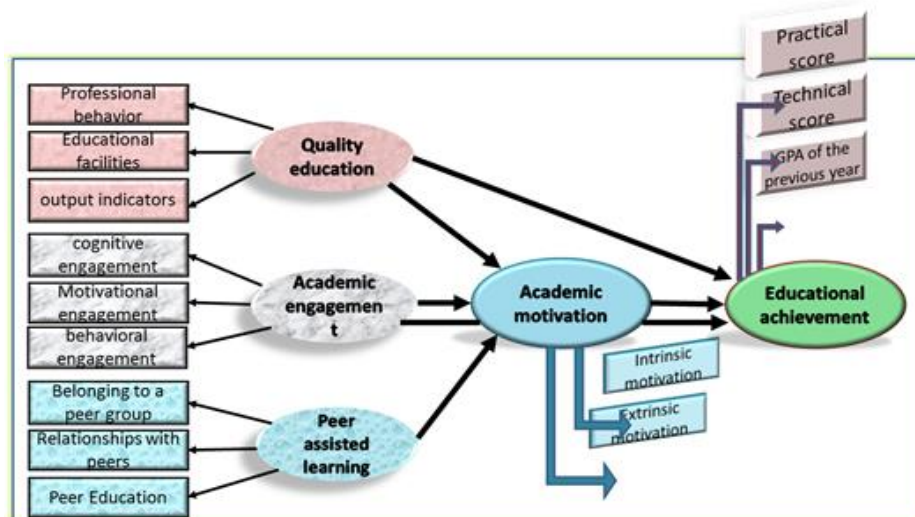 Practical
score
Technical
score
GPA of the
previous year
Professional
behavior
Educational
facilities
output indicators
cognitive
engagement
Motivational
engagement
behavioral
engagement
Belonging to a
peer group
Relationships with
peers
Peer Education
Quality
education
Academic
engagemen
t
Peer
assisted
learning
Academic
motivation
Intrinsic
motivation
Extrinsic
motivation
Educational
achievement